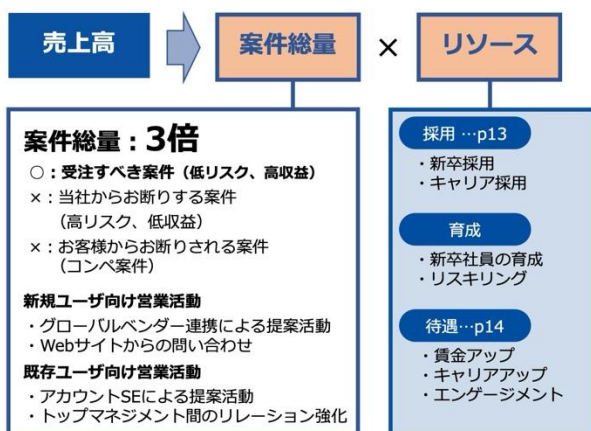 売上高
案件総量
×
リソース
案件総量：3倍
○：受注すべき案件（低リスク、高収益）
×：当社からお断りする案件
（高リスク、低収益）
×：お客様からお断りされる案件
（コンペ案件）
新規ユーザ向け営業活動
・グローバルベンダー連携による提案活動
・Webサイトからの問い合わせ
既存ユーザ向け営業活動
・アカウントSEによる提案活動
・トップマネジメント間のリレーション強化
採用 …p13
・新卒採用
・キャリア採用
育成
・新卒社員の育成
・リスキリング
待遇…p14
・賃金アップ
・キャリアアップ
・エンゲージメント